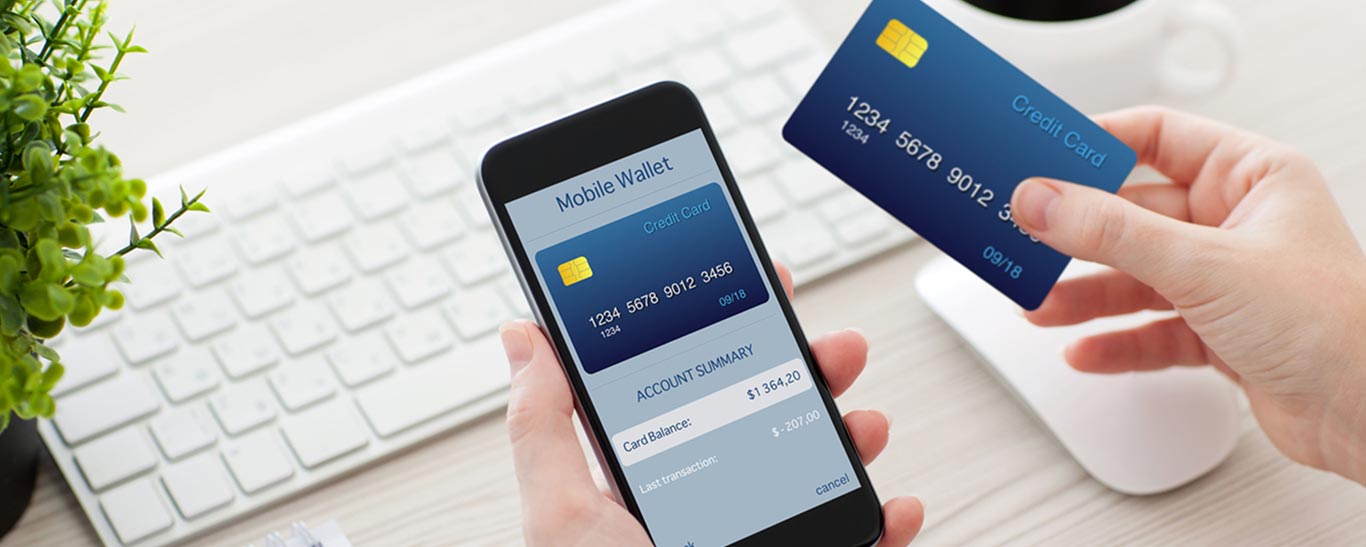 Mobile Wallet
Credit Card
1234 5678 9012 3456
1234
09/18
ACCOUNT SUMMARY
Card Balance: $1 364,20
Last transaction: $ -207,00
cancel
Credit Card
1234 5678 9012
1234
09/18